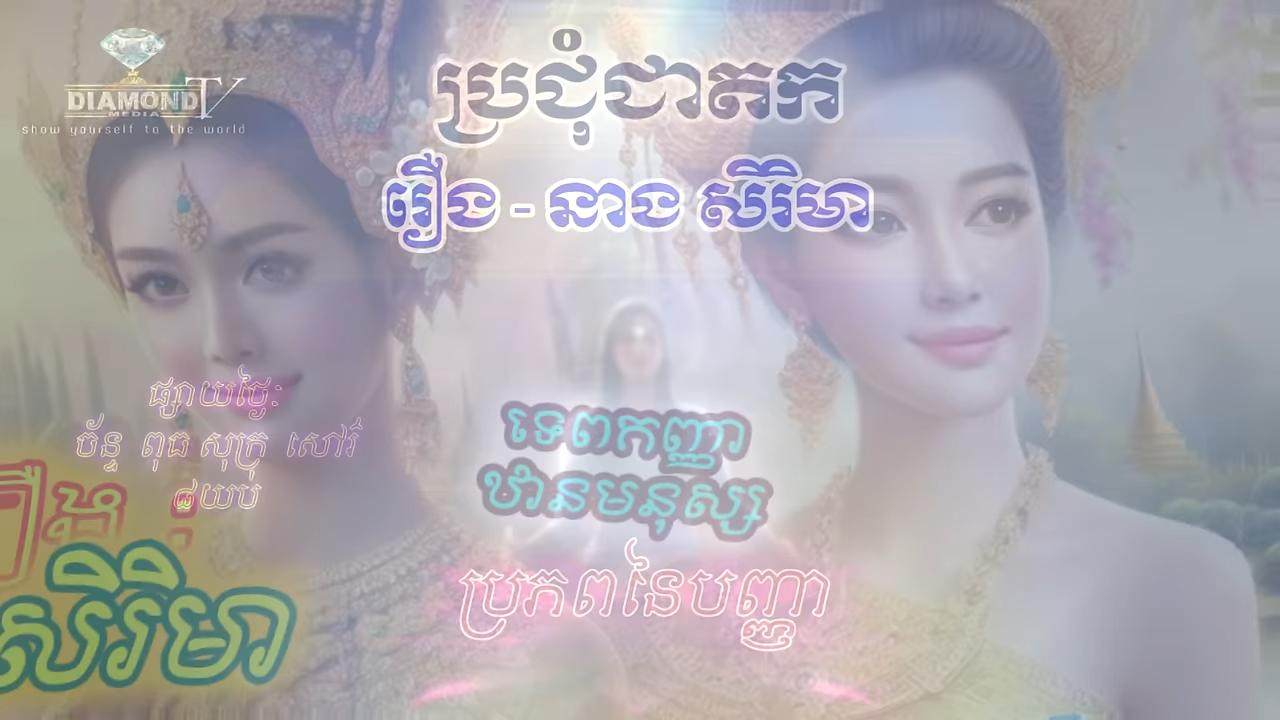 DIAMOND TV
MEDIA
show yourself to the world
ប្រជុំជាតក
រឿង - នាង សិរិមា
ផ្សាយថ្ងៃ:
ច័ន្ទ ពុធ សុក្រ សៅរ៍
៨យប់
ទេពកញ្ញា
ឋានមនុស្ស
ប្រភពនៃបញ្ញា
រឿង :
សិរិមា